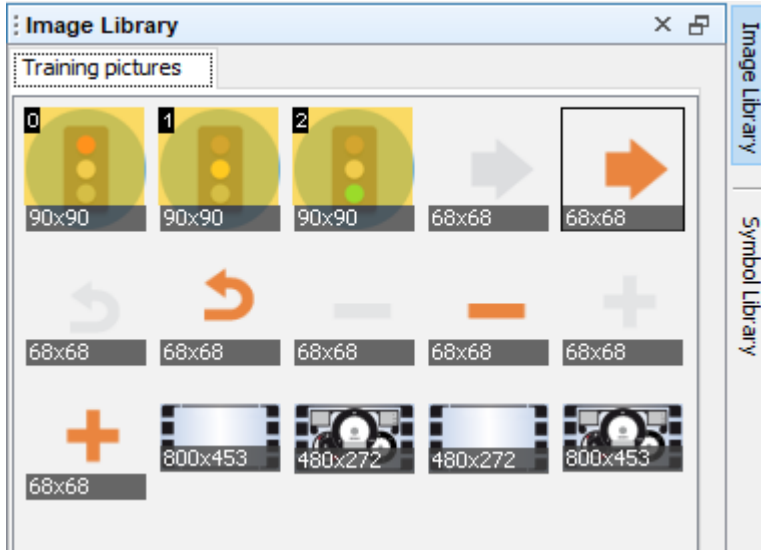 Image Library
Training pictures
0
1
2
90x90
90x90
90x90
68x68
68x68
68x68
68x68
68x68
68x68
68x68
68x68
800x453
480x272
480x272
800x453
Image Library
Symbol Library